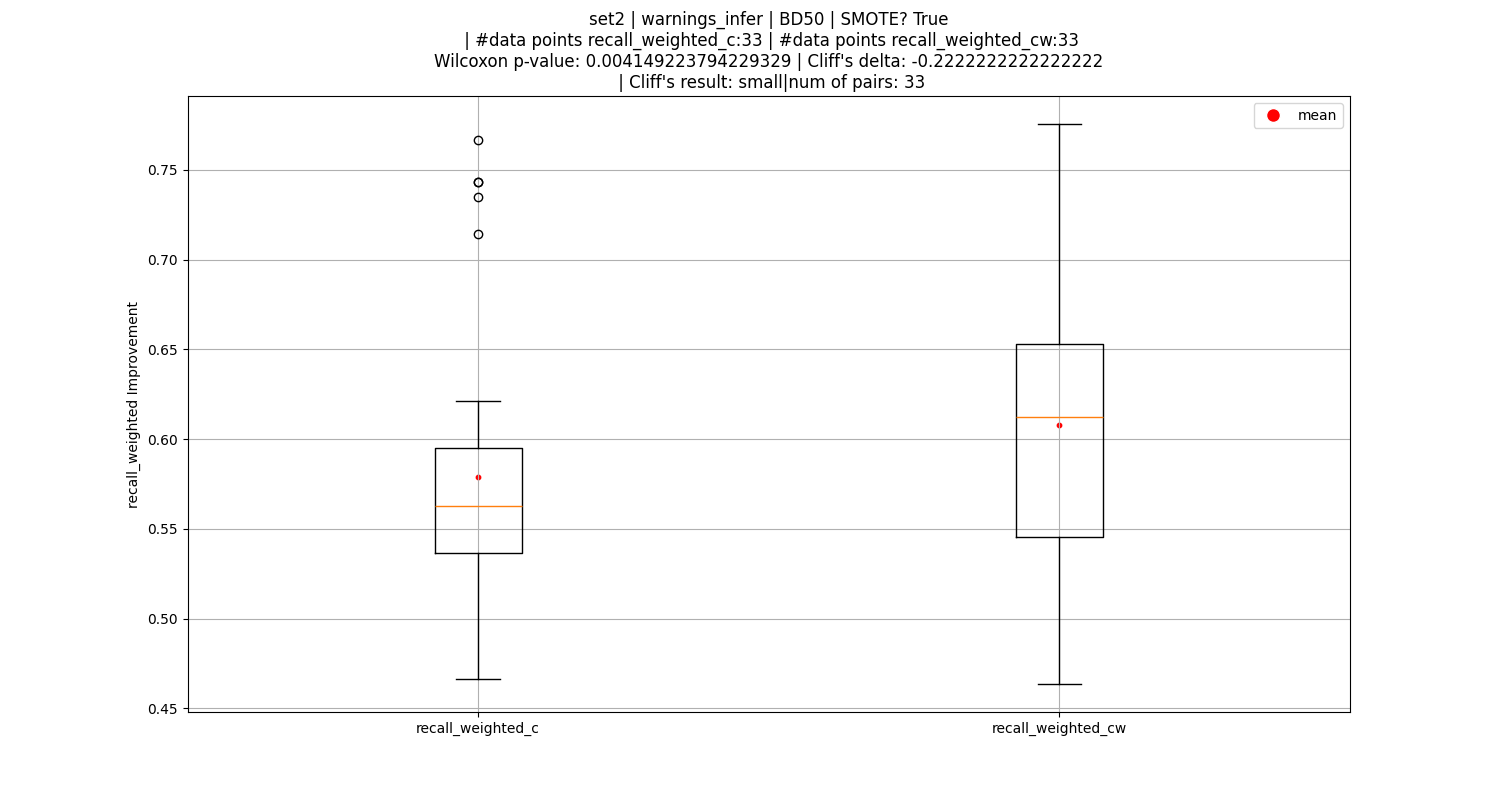 set2 | warnings_infer | BD50 | SMOTE? True
| #data points recall_weighted_c:33 | #data points recall_weighted_cw:33
Wilcoxon p-value: 0.004149223794229329 | Cliff's delta: -0.2222222222222222
| Cliff's result: small|num of pairs: 33
mean
0.75
0.70
0.65
0.60
0.55
0.50
0.45
recall_weighted Improvement
recall_weighted_c
recall_weighted_cw